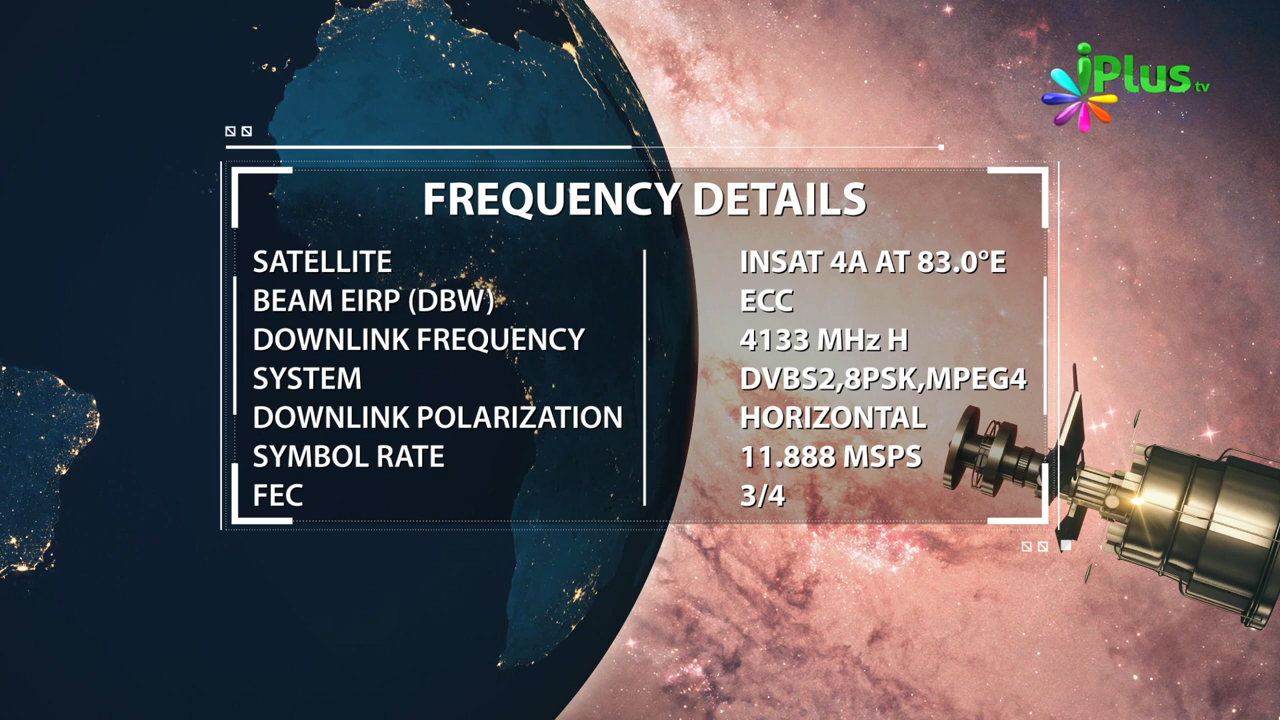 iPlus tv
FREQUENCY DETAILS
SATELLITE INSAT 4A AT 83.0°E
BEAM EIRP (DBW) ECC
DOWNLINK FREQUENCY 4133 MHz H
SYSTEM DVBS2,8PSK,MPEG4
DOWNLINK POLARIZATION HORIZONTAL
SYMBOL RATE 11.888 MSPS
FEC 3/4